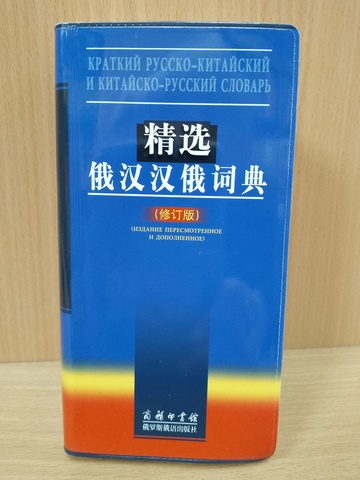 КРАТКИЙ РУССКО-КИТАЙСКИЙ
И КИТАЙСКО-РУССКИЙ СЛОВАРЬ
精选
俄汉汉俄词典
(修订版)
(ИЗДАНИЕ ПЕРЕСМОТРЕННОЕ
И ДОПОЛНЕННОЕ)
商务印书馆
俄罗斯俄语出版社